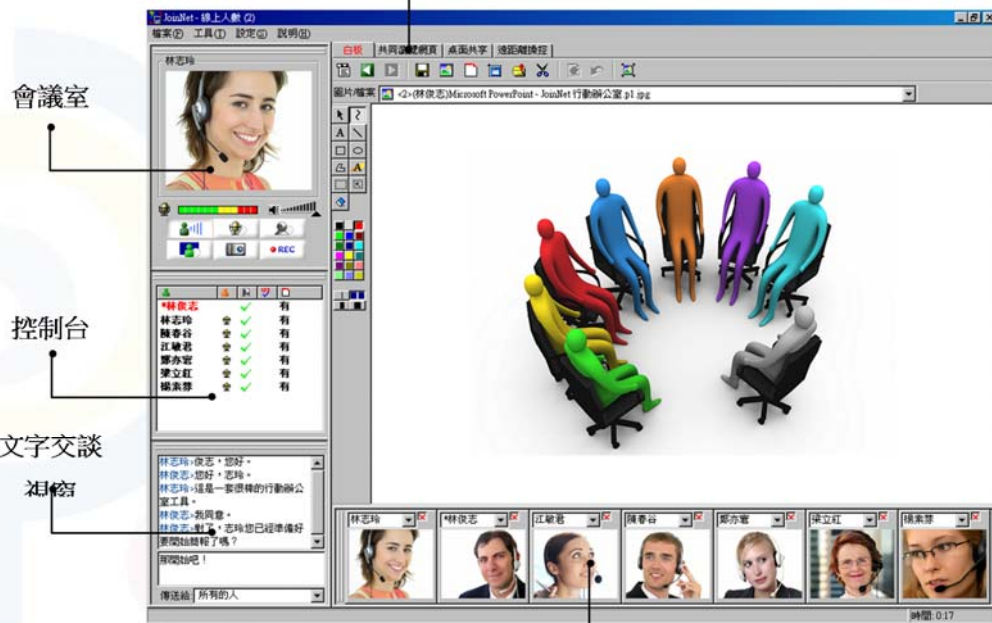 JoinNet - 線上人數 (2)
檔案(F) 工具(T) 設定(S) 說明(H)
林志玲
白板 共同瀏覽網頁 桌面共享 遠距離操控
圖片/檔案 <2>(林俊志)Microsoft PowerPoint - JoinNet 行動辦公室.p1.jpg
會議室
A
A
REC
*林俊志 有
林志玲 有
陳春谷 有
江敏君 有
鄭亦宏 有
梁立紅 有
楊素慧 有
控制台
文字交談
視窗
林志玲>俊志,您好。
林俊志>您好,志玲。
林志玲>這是一套很棒的行動辦公
室工具。
林俊志>我同意。
林俊志>對了,志玲您已經準備好
要開始簡報了嗎?
那開始吧!
傳送給: 所有的人
林志玲 *林俊志 江敏君 陳春谷 鄭亦宏 梁立紅 楊素慧
時間: 0:17